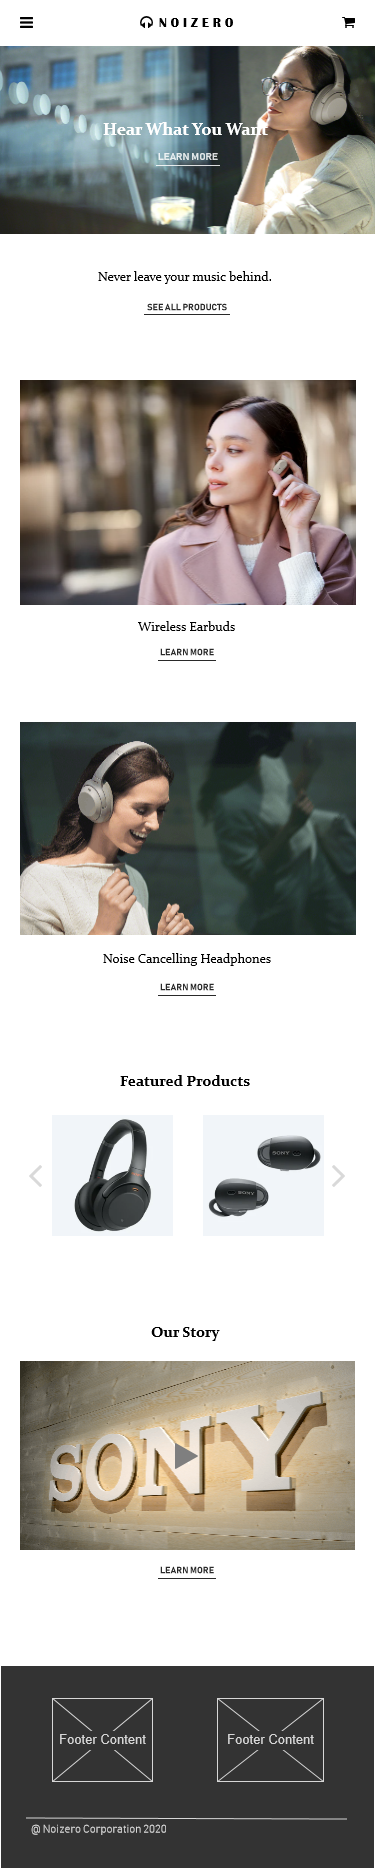 NOIZERO
Hear What You Want
LEARN MORE
Never leave your music behind.
SEE ALL PRODUCTS
Wireless Earbuds
LEARN MORE
Noise Cancelling Headphones
LEARN MORE
Featured Products
SONY
SONY
Our Story
SONY
LEARN MORE
Footer Content Footer Content
@ Noizero Corporation 2020